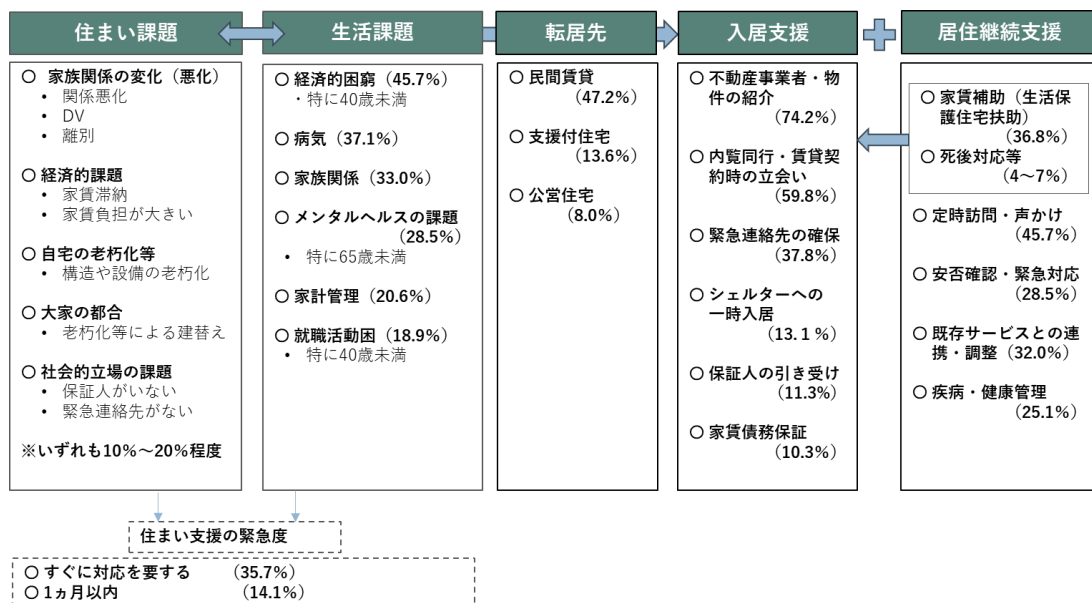 住まい課題
○ 家族関係の変化（悪化）
• 関係悪化
• DV
• 離別
○ 経済的課題
• 家賃滞納
• 家賃負担が大きい
○ 自宅の老朽化等
• 構造や設備の老朽化
○ 大家の都合
• 老朽化等による建替え
○ 社会的立場の課題
• 保証人がいない
• 緊急連絡先がない
※いずれも10%～20%程度
生活課題
○ 経済的困窮（45.7%）
・特に40歳未満
○ 病気（37.1%）
○ 家族関係（33.0%）
○ メンタルヘルスの課題
（28.5%）
• 特に65歳未満
○ 家計管理（20.6%）
○ 就職活動困（18.9%）
• 特に40歳未満
転居先
○ 民間賃貸
（47.2%）
○ 支援付住宅
（13.6%）
○ 公営住宅
（8.0%）
入居支援
○ 不動産事業者・物
件の紹介
（74.2%）
○ 内覧同行・賃貸契
約時の立会い
（59.8%）
○ 緊急連絡先の確保
（37.8%）
○ シェルターへの
一時入居
（13.１%）
○ 保証人の引き受け
（11.3%）
○ 家賃債務保証
（10.3%）
居住継続支援
○ 家賃補助（生活保
護住宅扶助）
（36.8%）
○ 死後対応等
（4～7%）
○ 定時訪問・声かけ
（45.7%）
○ 安否確認・緊急対応
（28.5%）
○ 既存サービスとの連
携・調整（32.0%）
○ 疾病・健康管理
（25.1%）
住まい支援の緊急度
○ すぐに対応を要する （35.7%）
○ 1ヵ月以内 （14.1%）